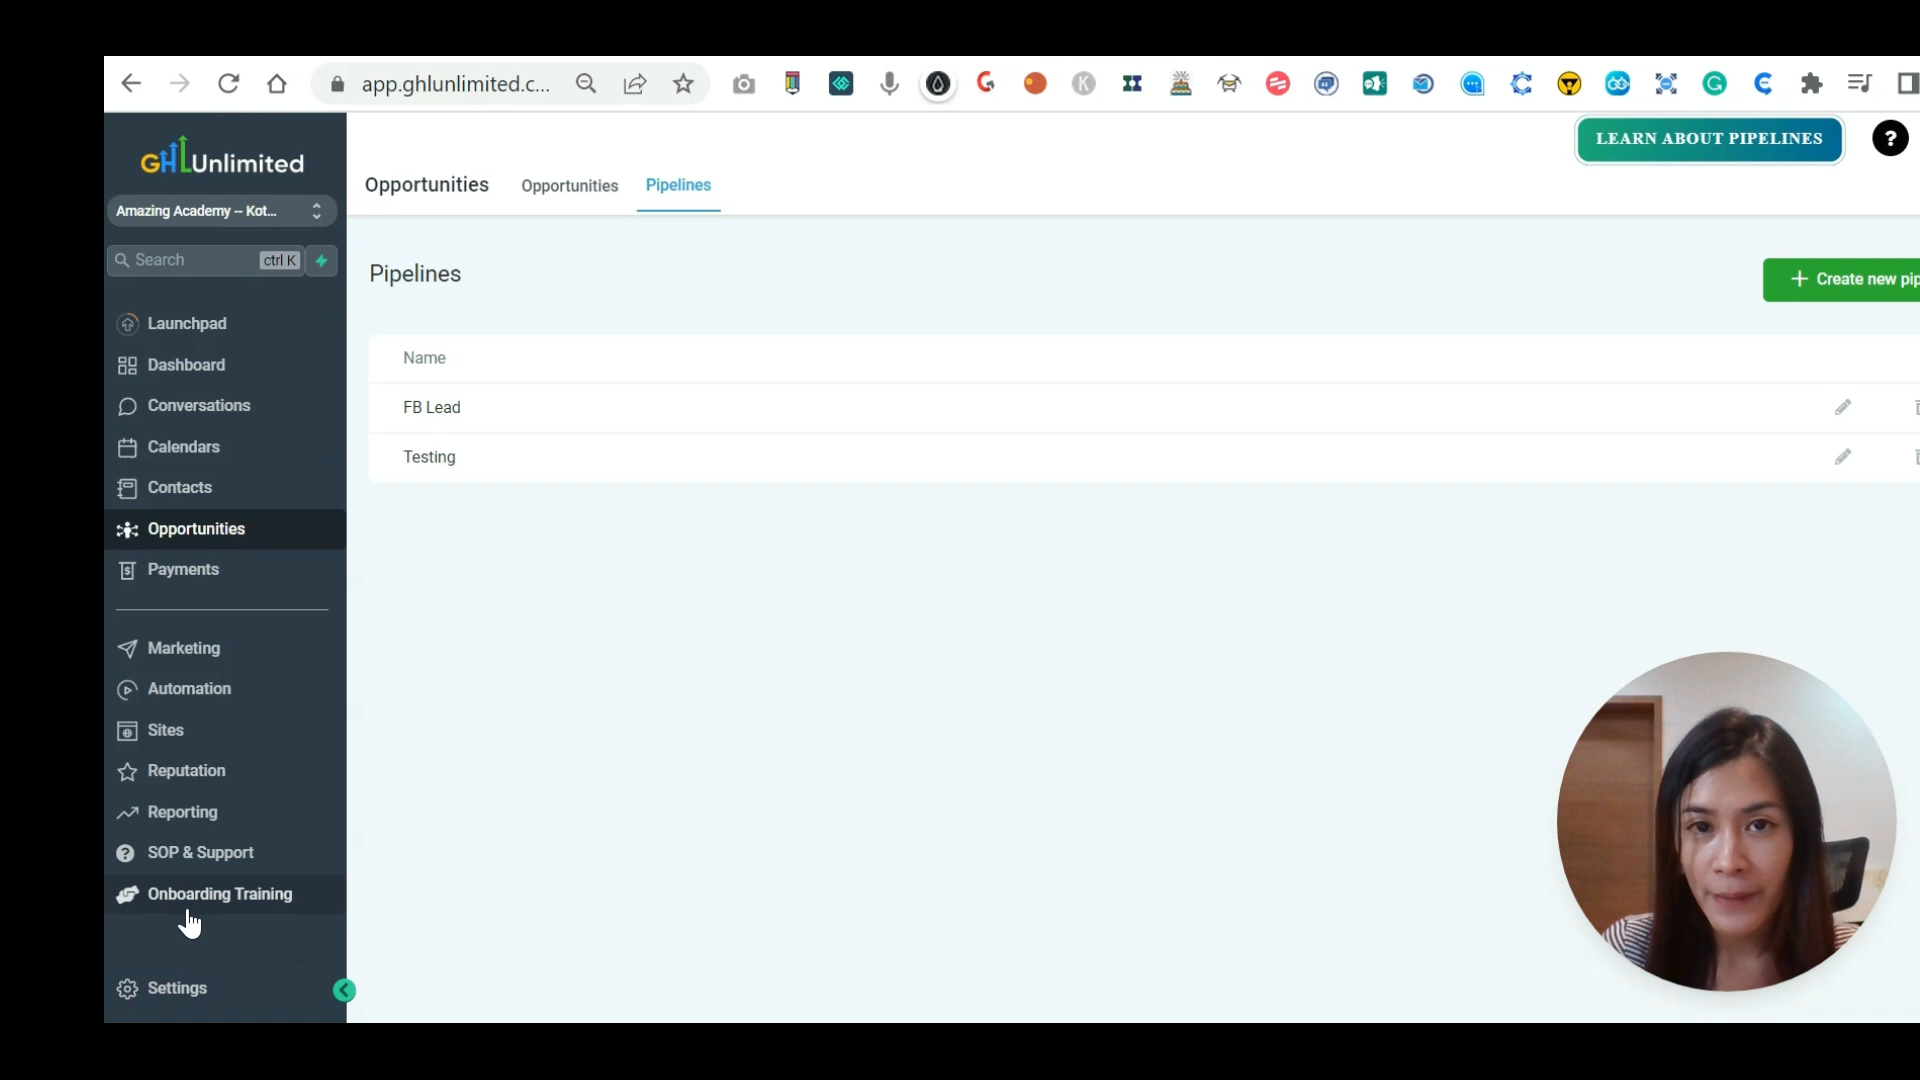 app.ghlunlimited.c...
GHLUnlimited
LEARN ABOUT PIPELINES
?
Amazing Academy -- Kot...
Opportunities
Opportunities
Pipelines
Search
ctrl K
Pipelines
+ Create new pip
Launchpad
Dashboard
Conversations
Calendars
Contacts
Opportunities
Payments
Marketing
Automation
Sites
Reputation
Reporting
SOP & Support
Onboarding Training
Settings
Name
FB Lead
Testing